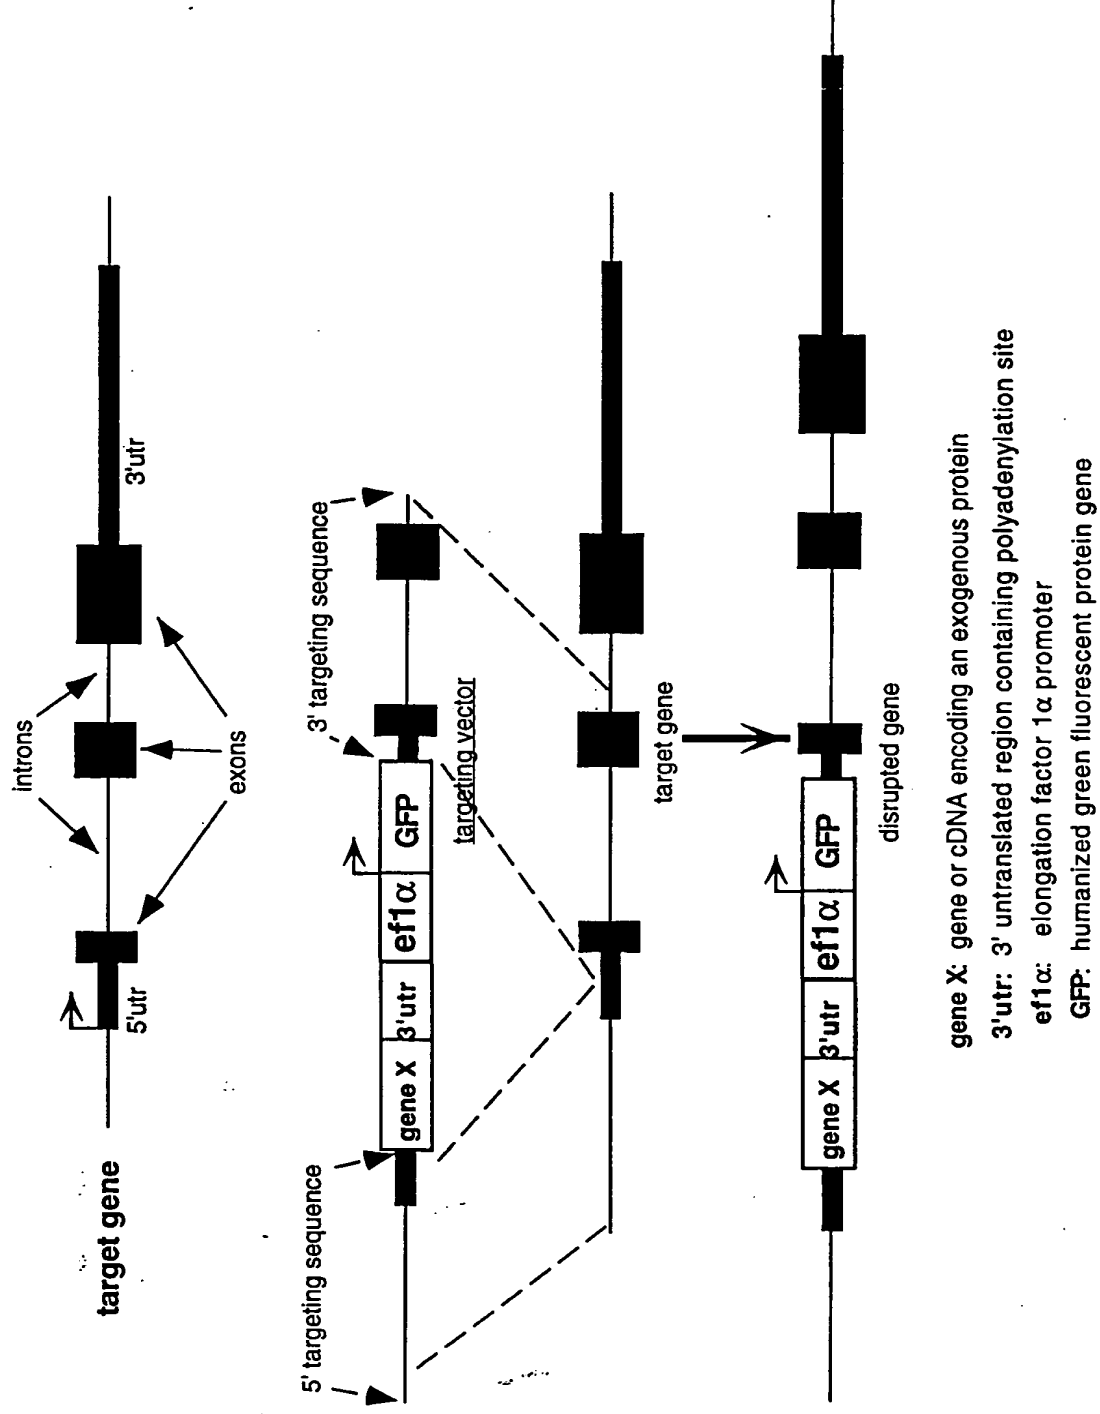 target gene
5'utr
introns
exons
3'utr
5' targeting sequence
3' targeting sequence
gene X
3'utr
ef1α
GFP
targeting vector
target gene
gene X
3'utr
ef1α
GFP
disrupted gene
gene X: gene or cDNA encoding an exogenous protein
3'utr: 3' untranslated region containing polyadenylation site
ef1α: elongation factor 1α promoter
GFP: humanized green fluorescent protein gene